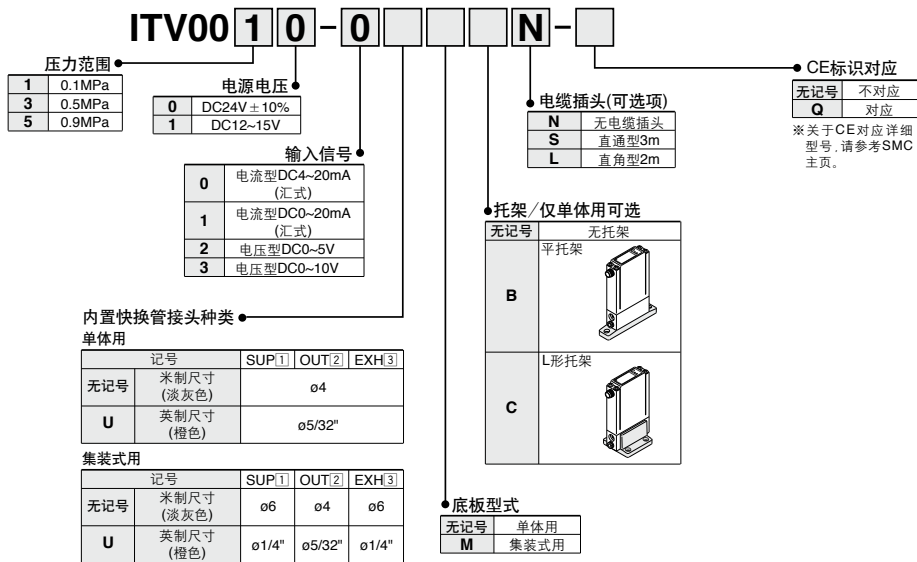 ITV00 1 0 - 0 N -
压力范围
1 0.1MPa
3 0.5MPa
5 0.9MPa
电源电压
0 DC24V±10%
1 DC12~15V
输入信号
0 电流型DC4~20mA
(汇式)
1 电流型DC0~20mA
(汇式)
2 电压型DC0~5V
3 电压型DC0~10V
内置快换管接头种类
单体用
记号 SUP1 OUT2 EXH3
无记号 米制尺寸
(淡灰色) ø4
U 英制尺寸
(橙色) ø5/32"
集装式用
记号 SUP1 OUT2 EXH3
无记号 米制尺寸
(淡灰色) ø6 ø4 ø6
U 英制尺寸
(橙色) ø1/4" ø5/32" ø1/4"
底板型式
无记号 单体用
M 集装式用
托架/仅单体用可选
无记号 无托架
B 平托架
C L形托架
电缆插头(可选项)
N 无电缆插头
S 直通型3m
L 直角型2m
CE标识对应
无记号 不对应
Q 对应
※关于CE对应详细
型号,请参考SMC
主页。